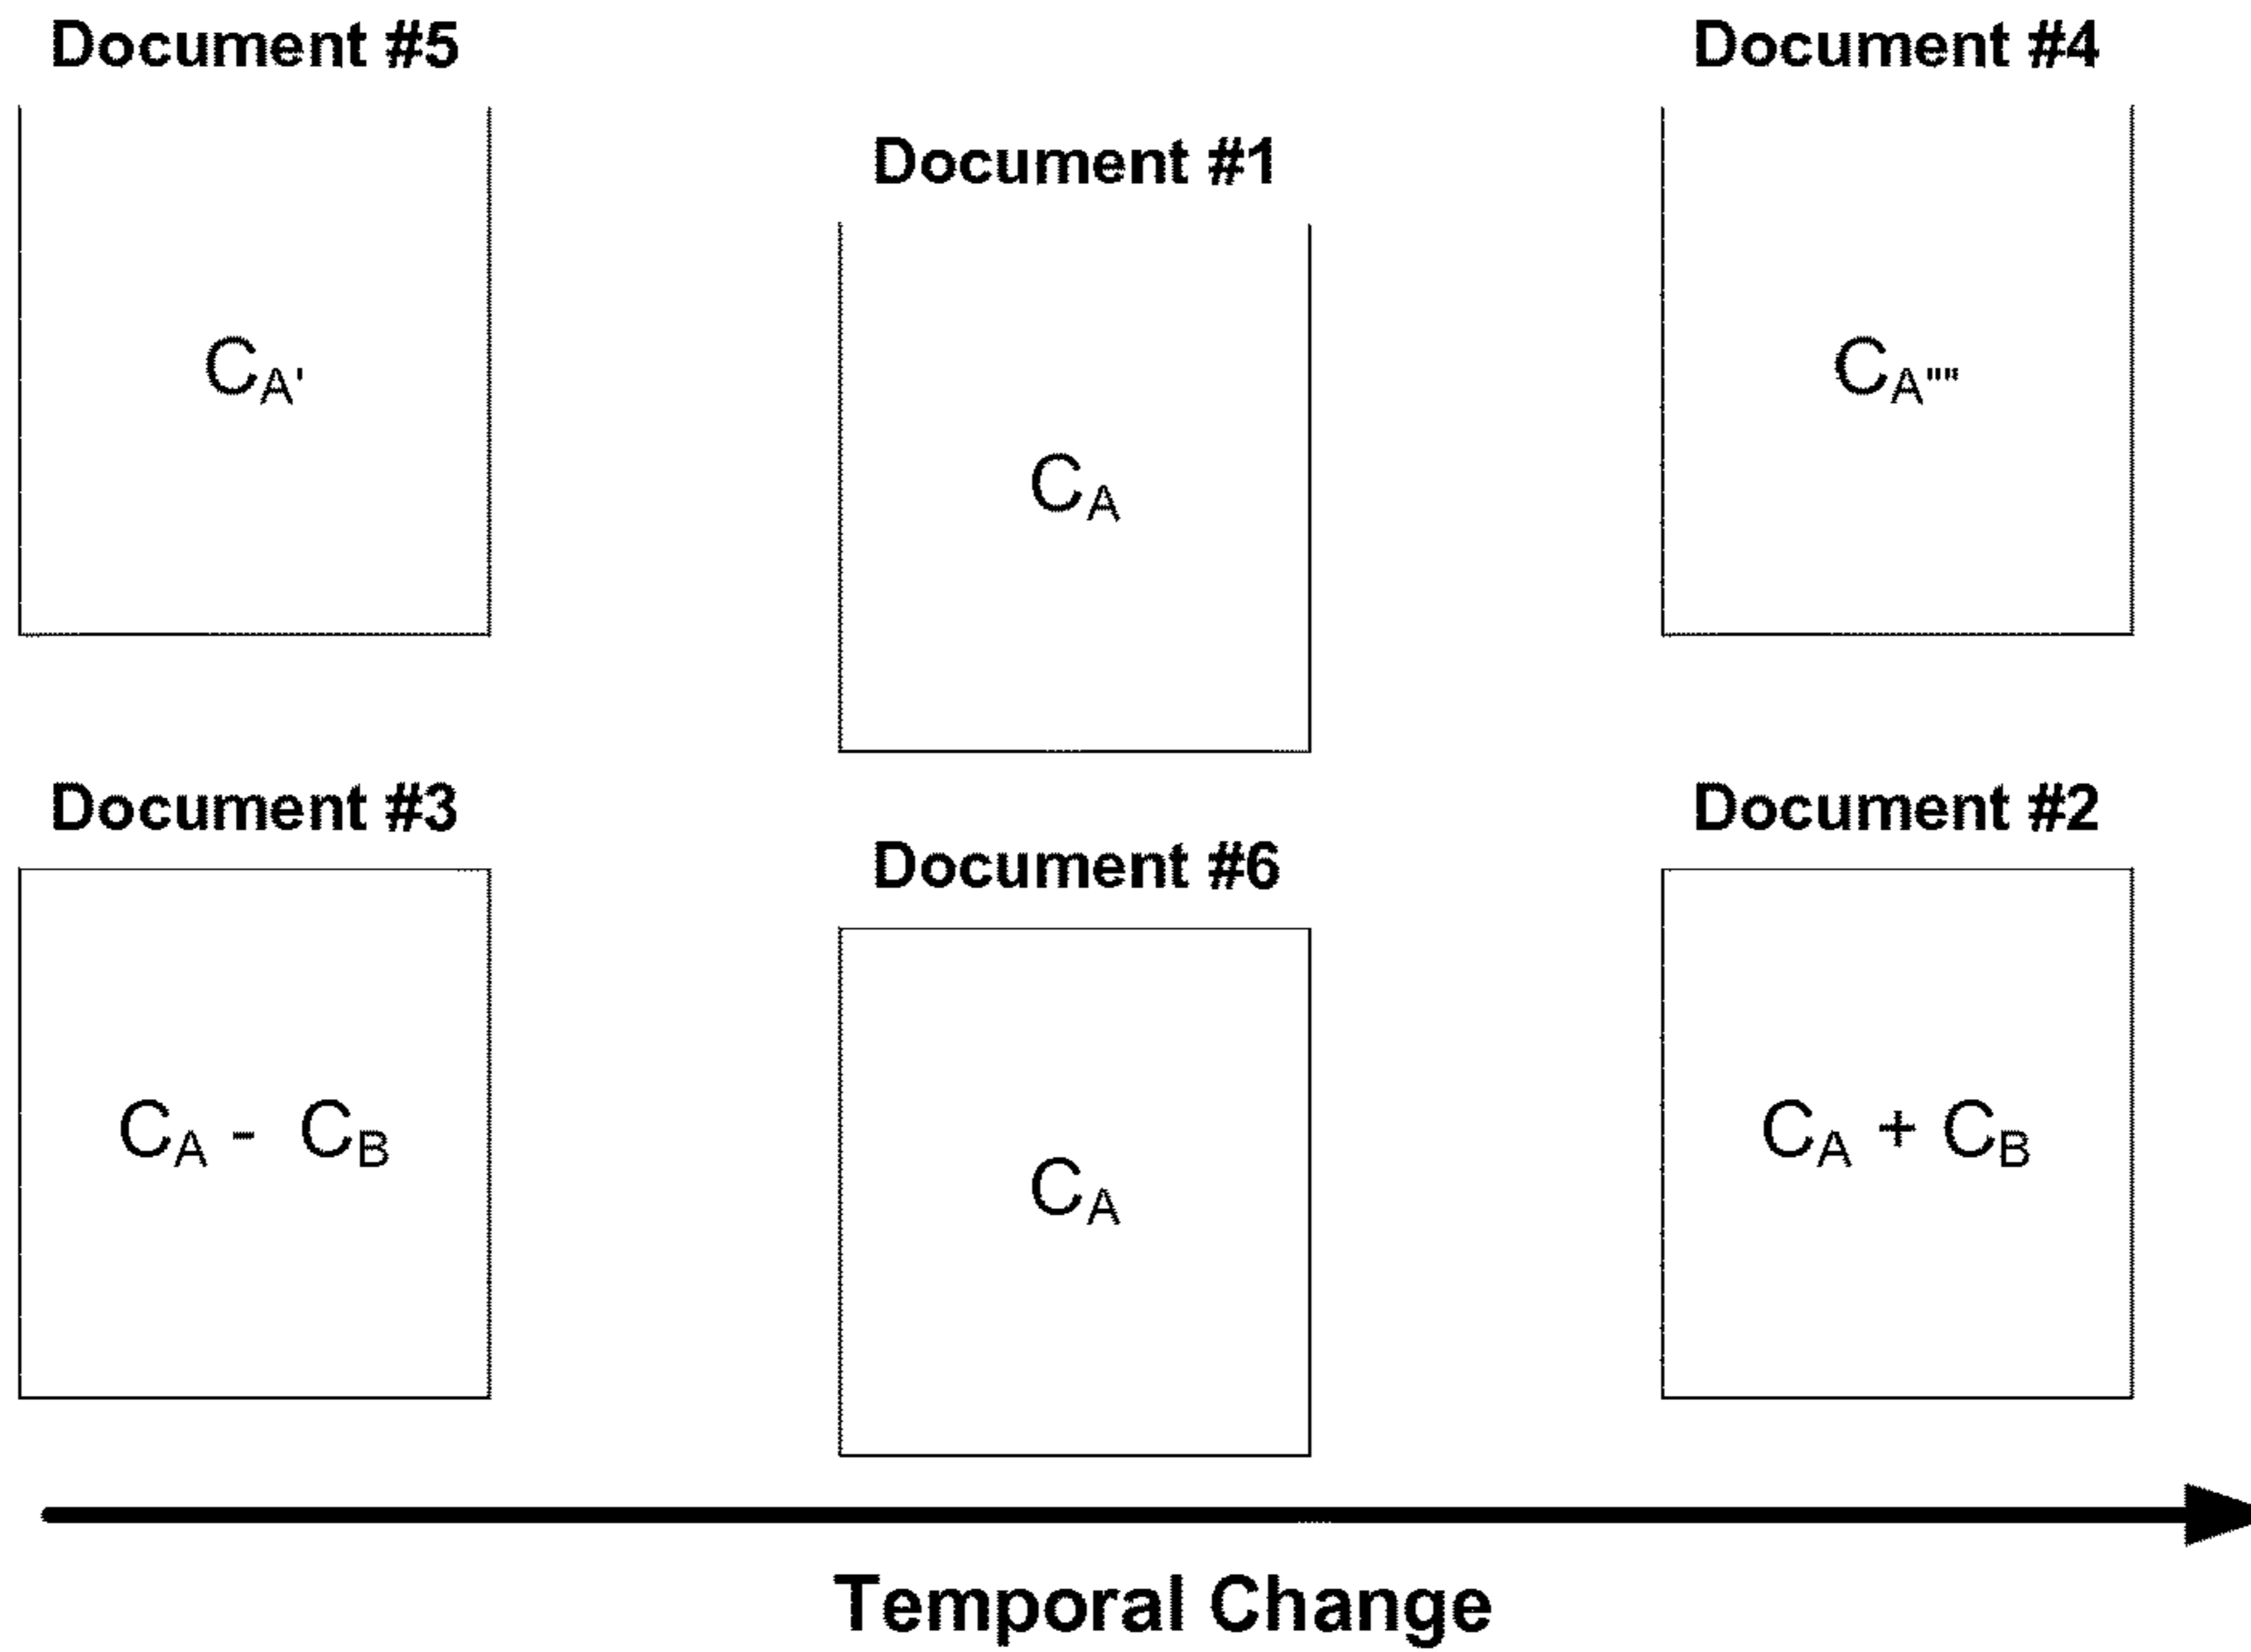 Document #5
Document #4
Document #1
C_A'
C_A""
C_A
Document #3
Document #2
Document #6
C_A - C_B
C_A + C_B
C_A
Temporal Change